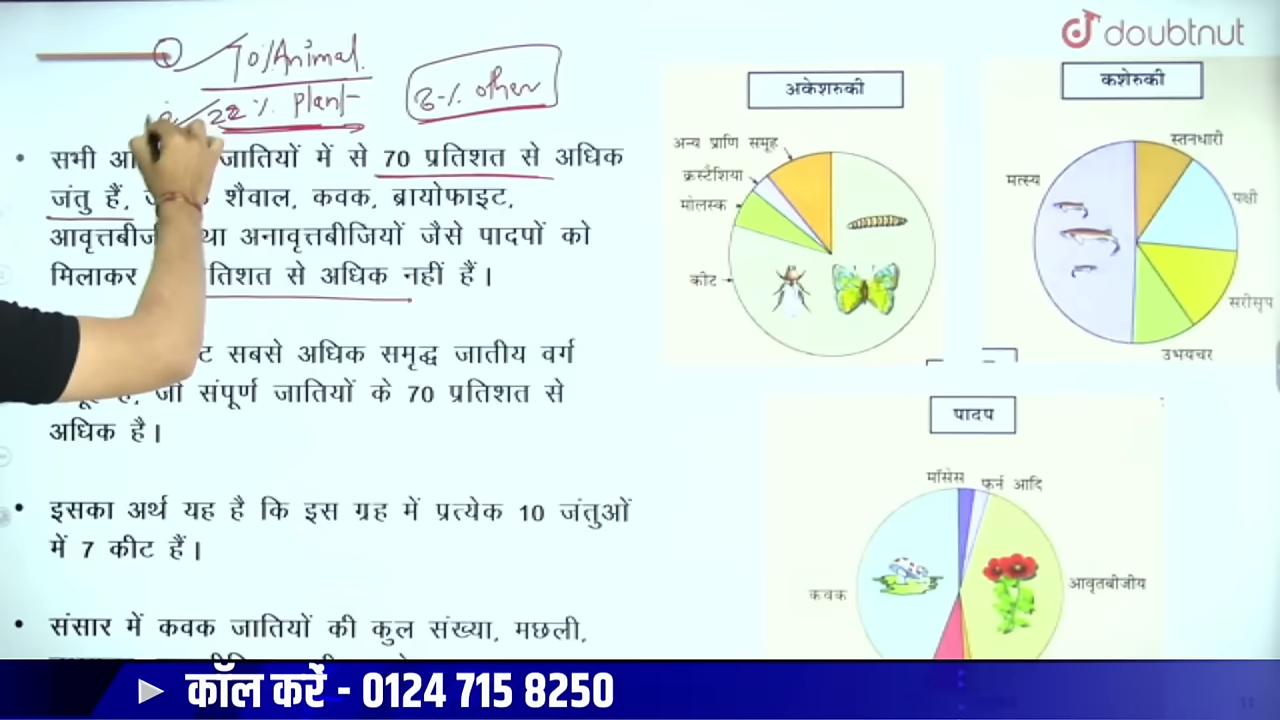 doubtnut
70% Animal
22% Plant
8% other
सभी जातियों में से 70 प्रतिशत से अधिक
जंतु हैं, शैवाल, कवक, ब्रायोफाइट,
अनावृत्तबीजियों जैसे पादपों को
मिलाकर से अधिक नहीं हैं।
सबसे अधिक समृद्ध जातीय वर्ग
संपूर्ण जातियों के 70 प्रतिशत से
अधिक है।
इसका अर्थ यह है कि इस ग्रह में प्रत्येक 10 जंतुओं
में 7 कीट हैं।
संसार में कवक जातियों की कुल संख्या, मछली,
अकेशरुकी
अन्य प्राणि समूह
क्रस्टेशिया
मोलस्क
कीट
कशेरुकी
स्तनधारी
मत्स्य
पक्षी
सरीसृप
उभयचर
पादप
मॉसेस
फर्न आदि
कवक
आवृतबीजीय
कॉल करें - 0124 715 8250